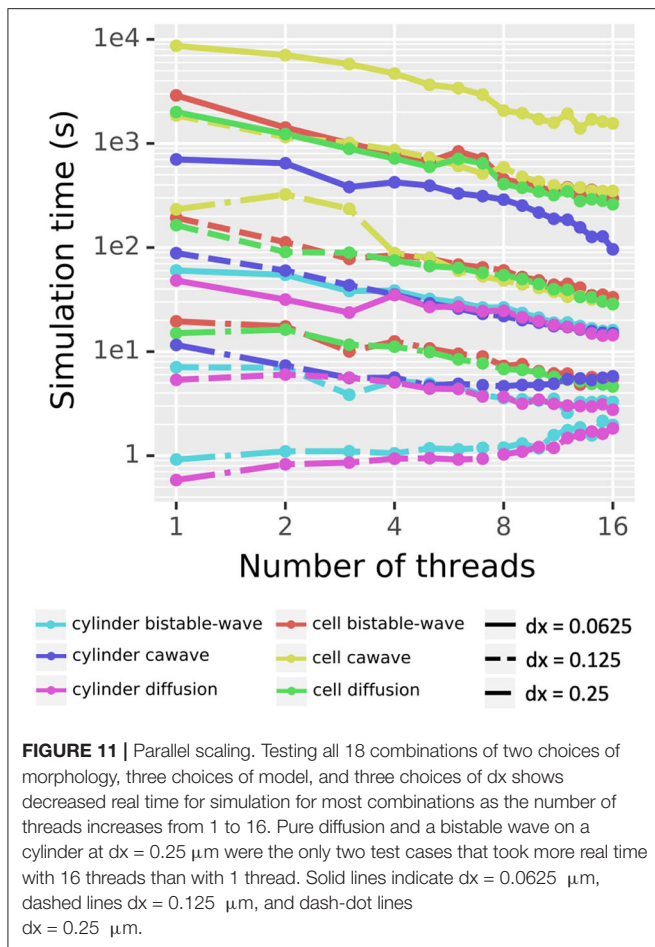 1e4
1e3
1e2
1e1
1
Simulation time (s)
1 2 4 8 16
Number of threads
cylinder bistable-wave cell bistable-wave dx = 0.0625
cylinder cawave cell cawave dx = 0.125
cylinder diffusion cell diffusion dx = 0.25
FIGURE 11 | Parallel scaling. Testing all 18 combinations of two choices of
morphology, three choices of model, and three choices of dx shows
decreased real time for simulation for most combinations as the number of
threads increases from 1 to 16. Pure diffusion and a bistable wave on a
cylinder at dx = 0.25 μm were the only two test cases that took more real time
with 16 threads than with 1 thread. Solid lines indicate dx = 0.0625 μm,
dashed lines dx = 0.125 μm, and dash-dot lines
dx = 0.25 μm.